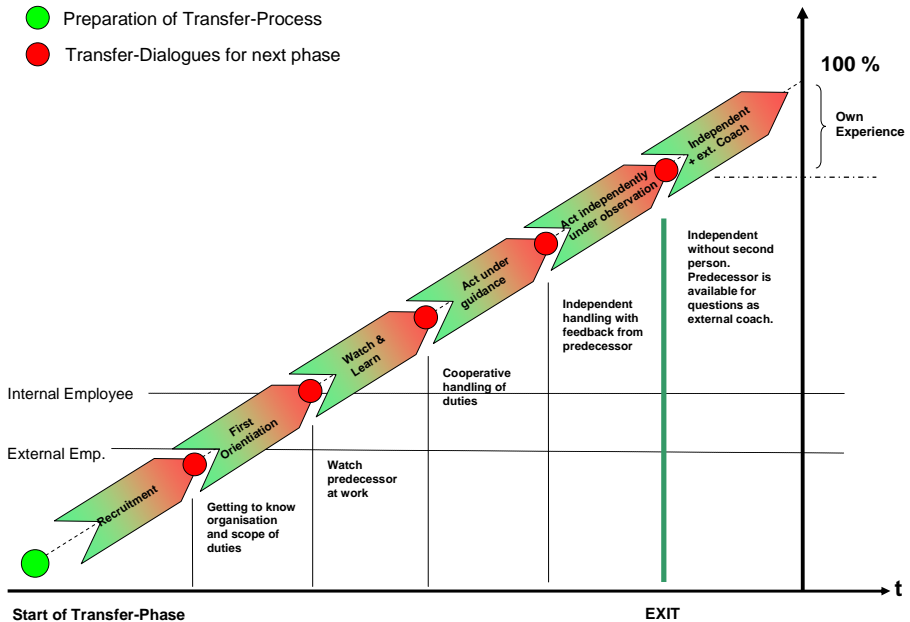 Preparation of Transfer-Process
Transfer-Dialogues for next phase
100 %
Own
Experience
Independent
+ ext. Coach
Act independently
under observation
Act under
guidance
Watch &
Learn
First
Orientiation
Recruitment
Internal Employee
External Emp.
Getting to know
organisation
and scope of
duties
Watch
predecessor
at work
Cooperative
handling of
duties
Independent
handling with
feedback from
predecessor
Independent
without second
person.
Predecessor is
available for
questions as
external coach.
t
Start of Transfer-Phase
EXIT